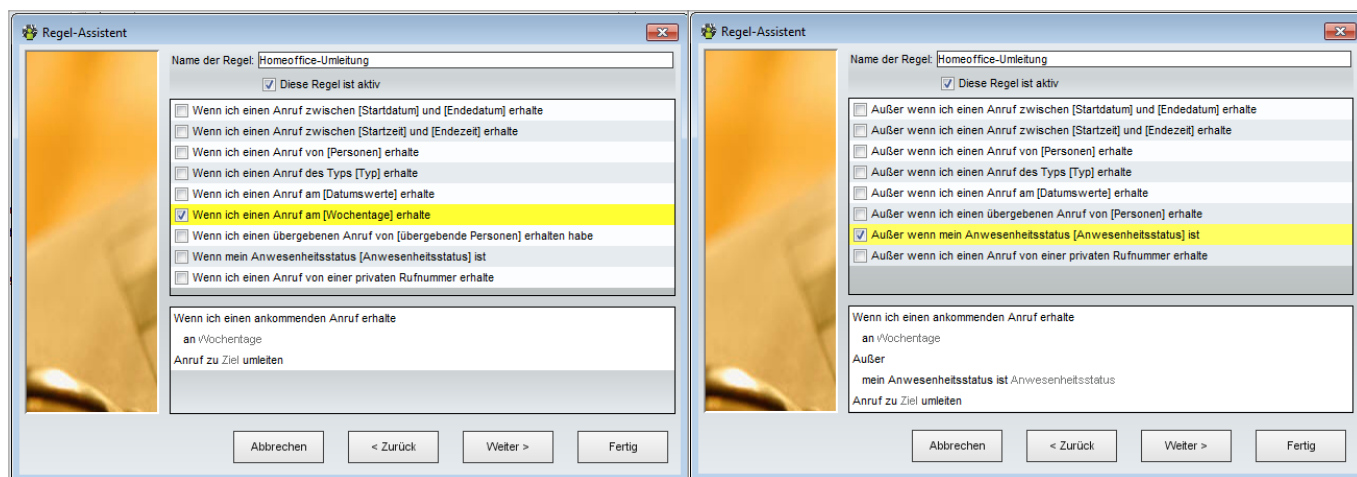 Regel-Assistent
Name der Regel: Homeoffice-Umleitung
Diese Regel ist aktiv
Wenn ich einen Anruf zwischen [Startdatum] und [Endedatum] erhalte
Wenn ich einen Anruf zwischen [Startzeit] und [Endezeit] erhalte
Wenn ich einen Anruf von [Personen] erhalte
Wenn ich einen Anruf des Typs [Typ] erhalte
Wenn ich einen Anruf am [Datumswerte] erhalte
Wenn ich einen Anruf am [Wochentage] erhalte
Wenn ich einen übergebenen Anruf von [übergebende Personen] erhalten habe
Wenn mein Anwesenheitsstatus [Anwesenheitsstatus] ist
Wenn ich einen Anruf von einer privaten Rufnummer erhalte
Wenn ich einen ankommenden Anruf erhalte
an Wochentage
Anruf zu Ziel umleiten
Abbrechen
< Zurück
Weiter >
Fertig
Regel-Assistent
Name der Regel: Homeoffice-Umleitung
Diese Regel ist aktiv
Außer wenn ich einen Anruf zwischen [Startdatum] und [Endedatum] erhalte
Außer wenn ich einen Anruf zwischen [Startzeit] und [Endezeit] erhalte
Außer wenn ich einen Anruf von [Personen] erhalte
Außer wenn ich einen Anruf des Typs [Typ] erhalte
Außer wenn ich einen Anruf am [Datumswerte] erhalte
Außer wenn ich einen übergebenen Anruf von [Personen] erhalte
Außer wenn mein Anwesenheitsstatus [Anwesenheitsstatus] ist
Außer wenn ich einen Anruf von einer privaten Rufnummer erhalte
Wenn ich einen ankommenden Anruf erhalte
an Wochentage
Außer
mein Anwesenheitsstatus ist Anwesenheitsstatus
Anruf zu Ziel umleiten
Abbrechen
< Zurück
Weiter >
Fertig